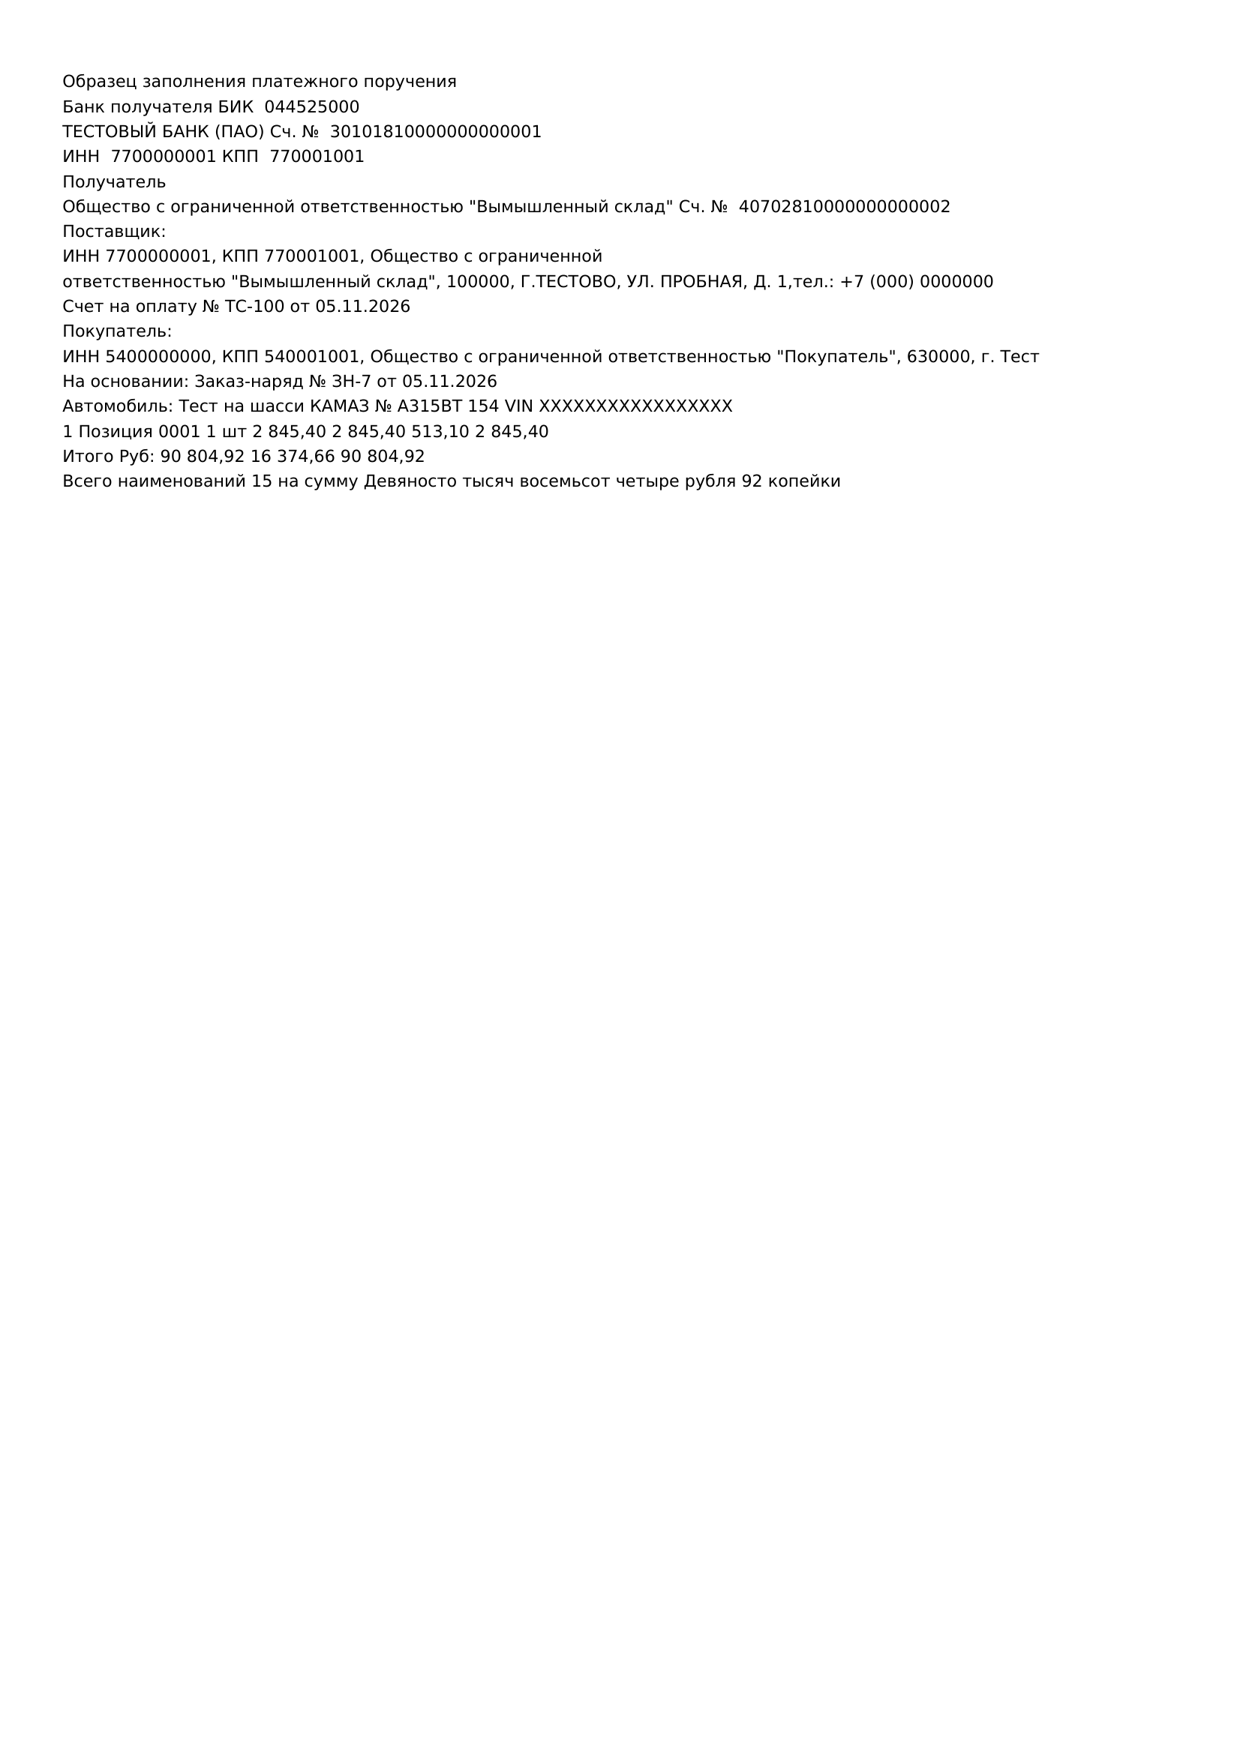 Образец заполнения платежного поручения
Банк получателя БИК  044525000
ТЕСТОВЫЙ БАНК (ПАО) Сч. №  30101810000000000001
ИНН  7700000001 КПП  770001001
Получатель
Общество с ограниченной ответственностью "Вымышленный склад" Сч. №  40702810000000000002
Поставщик:
ИНН 7700000001, КПП 770001001, Общество с ограниченной
ответственностью "Вымышленный склад", 100000, Г.ТЕСТОВО, УЛ. ПРОБНАЯ, Д. 1,тел.: +7 (000) 0000000
Счет на оплату № ТС-100 от 05.11.2026
Покупатель:
ИНН 5400000000, КПП 540001001, Общество с ограниченной ответственностью "Покупатель", 630000, г. Тест
На основании: Заказ-наряд № ЗН-7 от 05.11.2026
Автомобиль: Тест на шасси КАМАЗ № А315ВТ 154 VIN XXXXXXXXXXXXXXXXX
1 Позиция 0001 1 шт 2 845,40 2 845,40 513,10 2 845,40
Итого Руб: 90 804,92 16 374,66 90 804,92
Всего наименований 15 на сумму Девяносто тысяч восемьсот четыре рубля 92 копейки